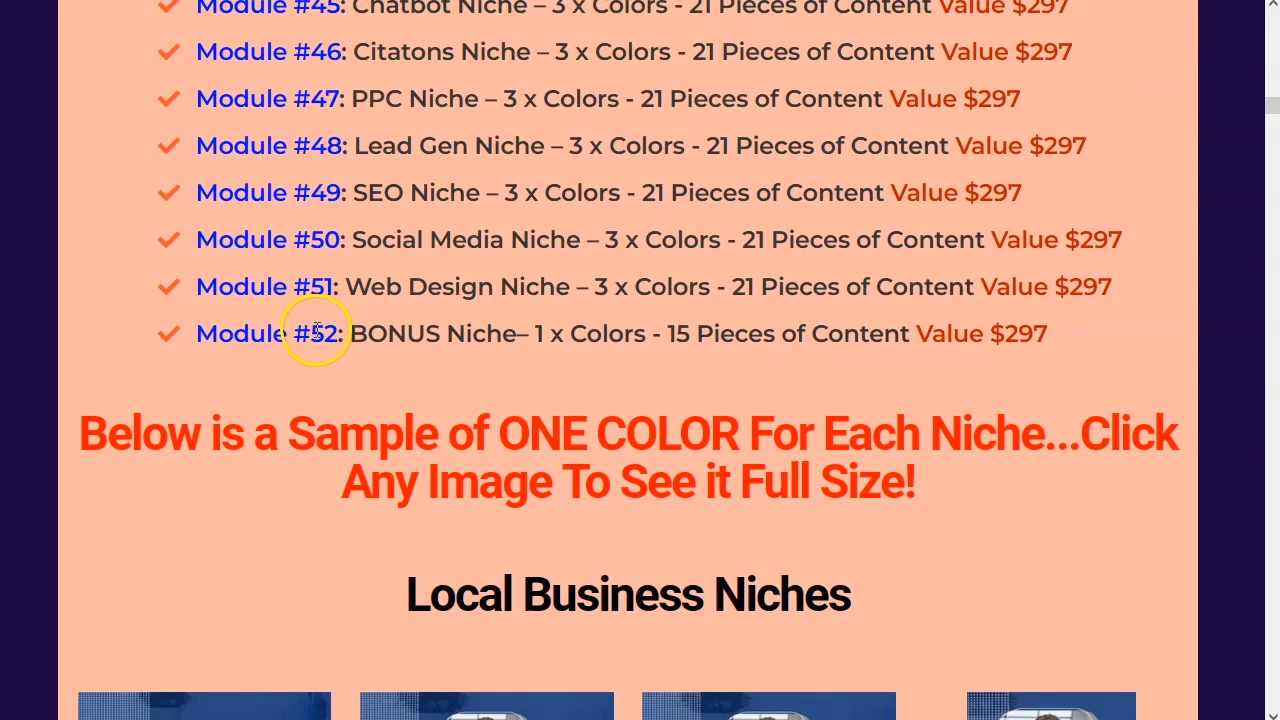 Module #45: Chatbot Niche – 3 x Colors - 21 Pieces of Content Value $297
Module #46: Citatons Niche – 3 x Colors - 21 Pieces of Content Value $297
Module #47: PPC Niche – 3 x Colors - 21 Pieces of Content Value $297
Module #48: Lead Gen Niche – 3 x Colors - 21 Pieces of Content Value $297
Module #49: SEO Niche – 3 x Colors - 21 Pieces of Content Value $297
Module #50: Social Media Niche – 3 x Colors - 21 Pieces of Content Value $297
Module #51: Web Design Niche – 3 x Colors - 21 Pieces of Content Value $297
Module #52: BONUS Niche– 1 x Colors - 15 Pieces of Content Value $297
Below is a Sample of ONE COLOR For Each Niche...Click
Any Image To See it Full Size!
Local Business Niches